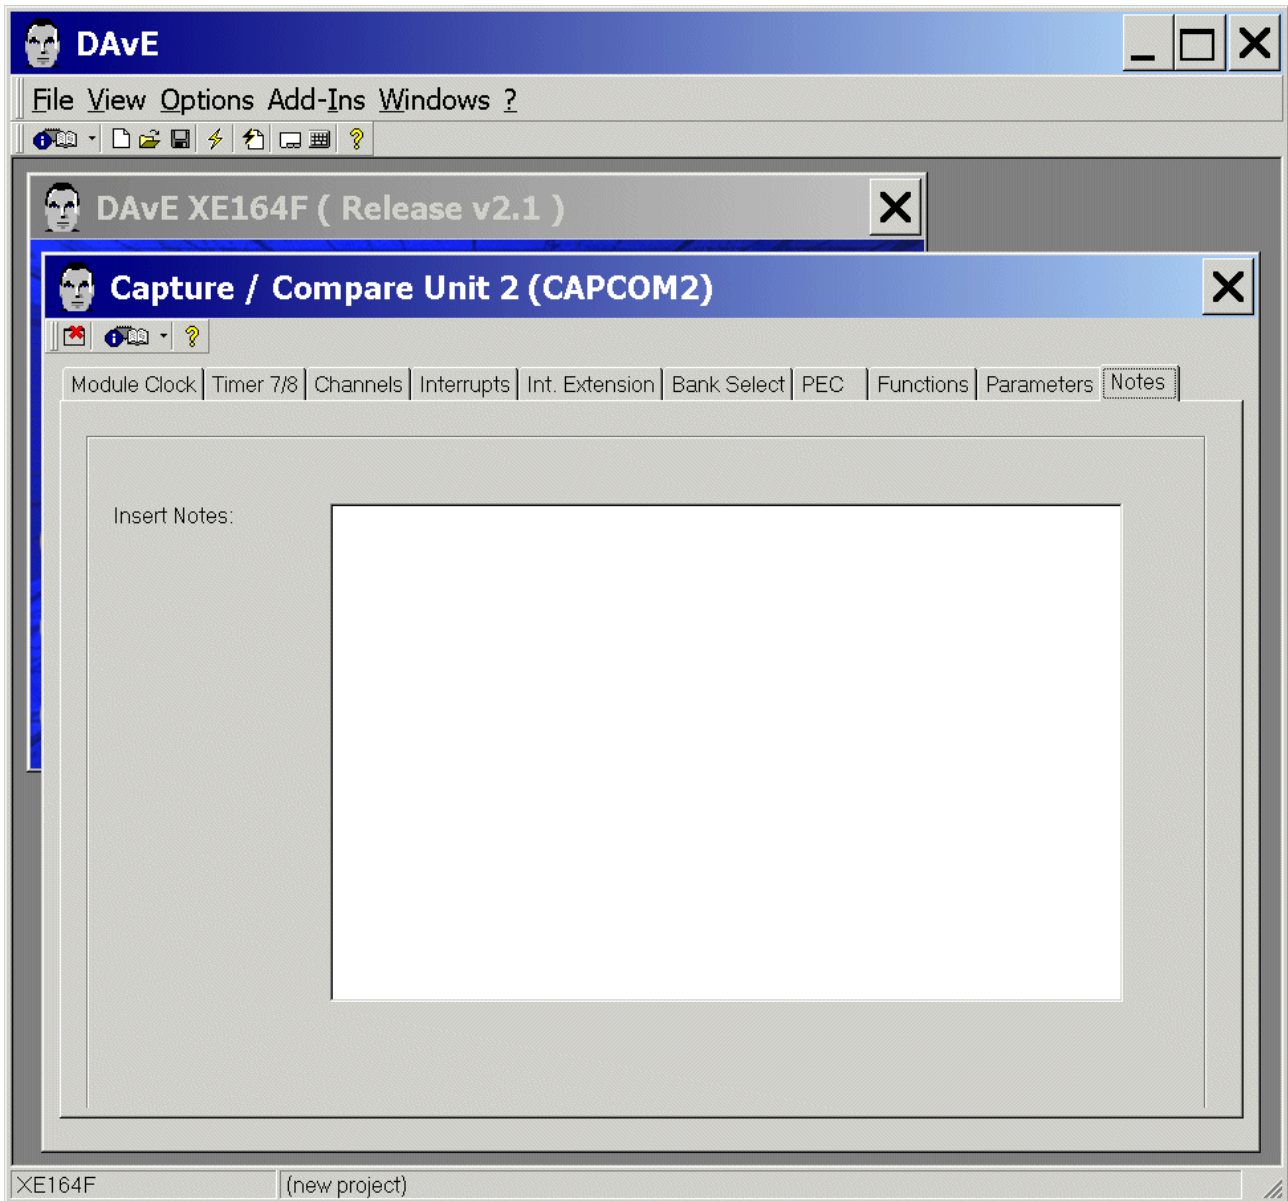 DAvE
File View Options Add-Ins Windows ?
DAvE XE164F ( Release v2.1 )
Capture / Compare Unit 2 (CAPCOM2)
Module Clock Timer 7/8 Channels Interrupts Int. Extension Bank Select PEC Functions Parameters Notes
Insert Notes:
XE164F (new project)